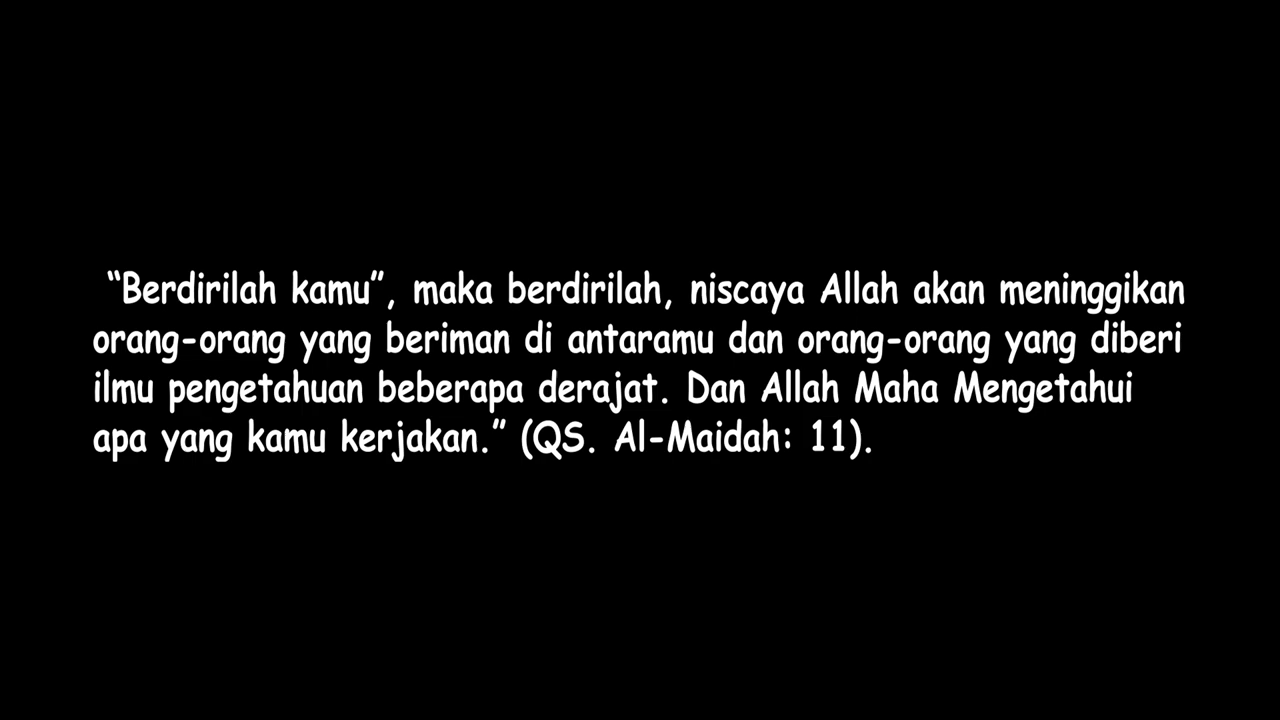 “Berdirilah kamu”, maka berdirilah, niscaya Allah akan meninggikan
orang-orang yang beriman di antaramu dan orang-orang yang diberi
ilmu pengetahuan beberapa derajat. Dan Allah Maha Mengetahui
apa yang kamu kerjakan.” (QS. Al-Maidah: 11).